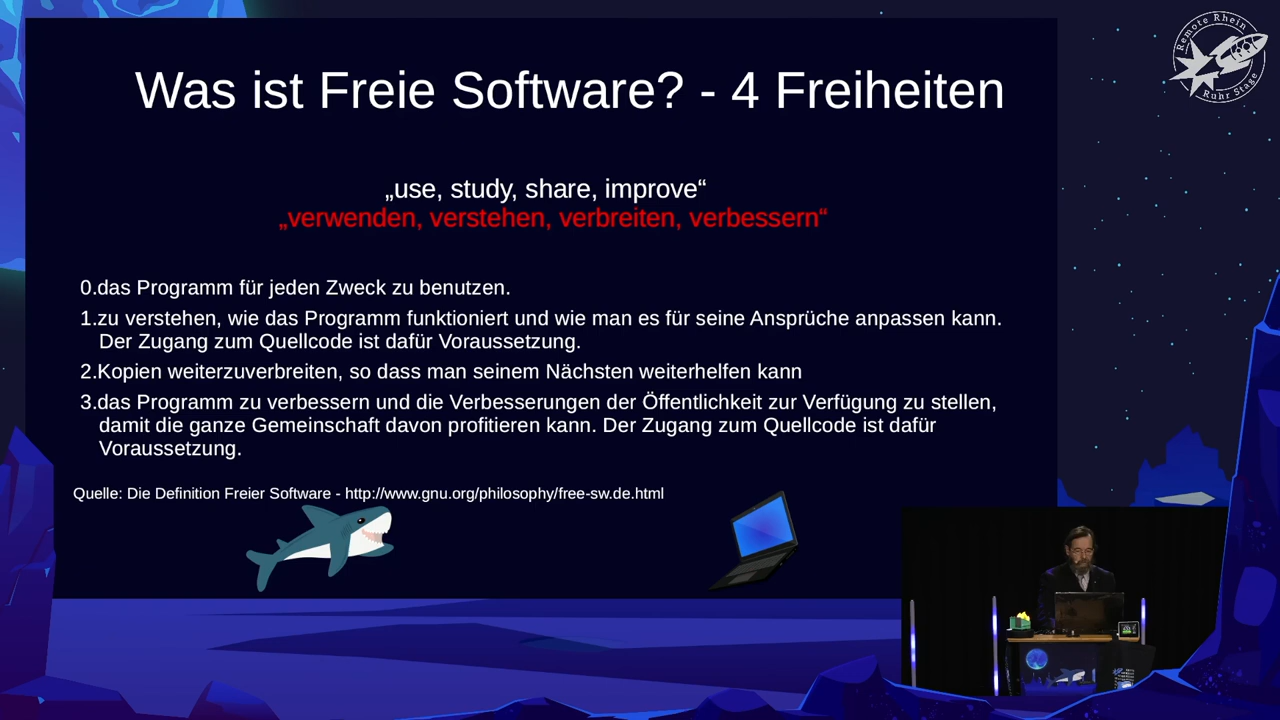 Remote Rhein
Ruhr Stage
Was ist Freie Software? - 4 Freiheiten
„use, study, share, improve“
„verwenden, verstehen, verbreiten, verbessern“
0.das Programm für jeden Zweck zu benutzen.
1.zu verstehen, wie das Programm funktioniert und wie man es für seine Ansprüche anpassen kann.
Der Zugang zum Quellcode ist dafür Voraussetzung.
2.Kopien weiterzuverbreiten, so dass man seinem Nächsten weiterhelfen kann
3.das Programm zu verbessern und die Verbesserungen der Öffentlichkeit zur Verfügung zu stellen,
damit die ganze Gemeinschaft davon profitieren kann. Der Zugang zum Quellcode ist dafür
Voraussetzung.
Quelle: Die Definition Freier Software - http://www.gnu.org/philosophy/free-sw.de.html